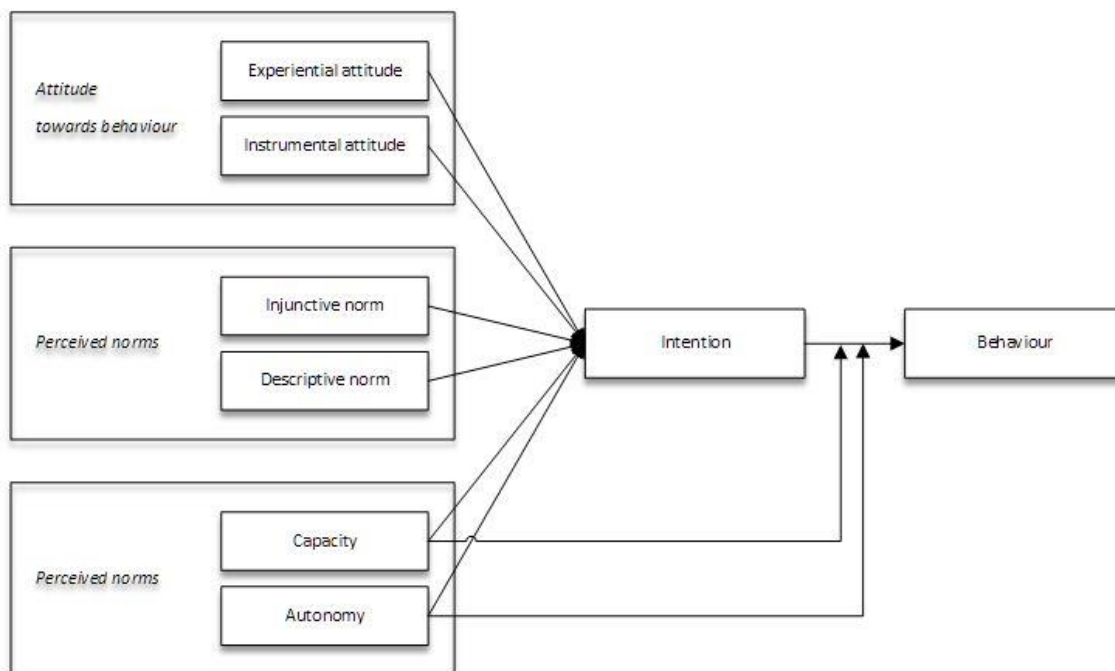 Attitude
towards behaviour
Experiential attitude
Instrumental attitude
Perceived norms
Injunctive norm
Descriptive norm
Intention
Behaviour
Perceived norms
Capacity
Autonomy